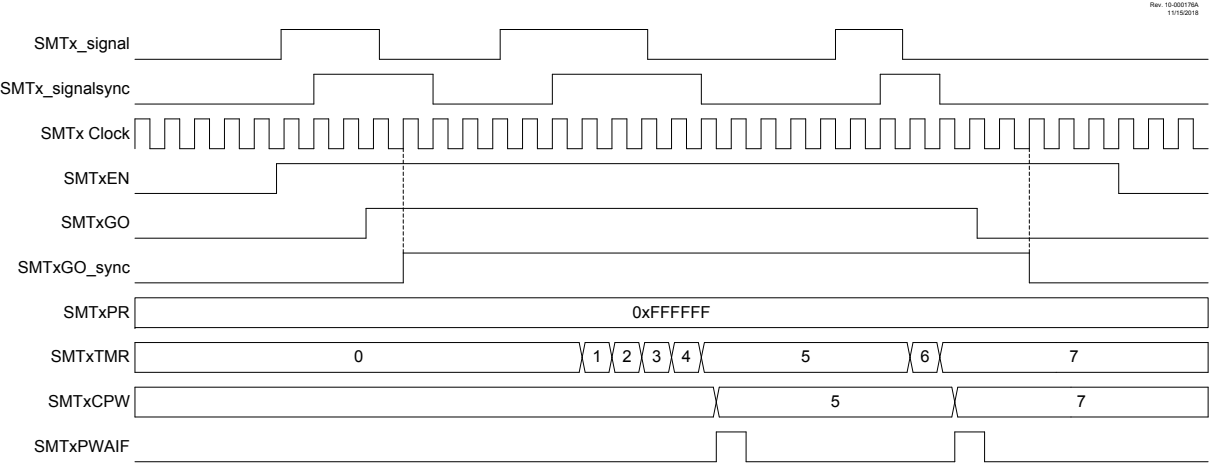 Rev. 10-000176A
11/15/2018
SMTx_signal
SMTx_signalsync
SMTx Clock
SMTxEN
SMTxGO
SMTxGO_sync
SMTxPR 0xFFFFFF
SMTxTMR 0 1 2 3 4 5 6 7
SMTxCPW 5 7
SMTxPWAIF